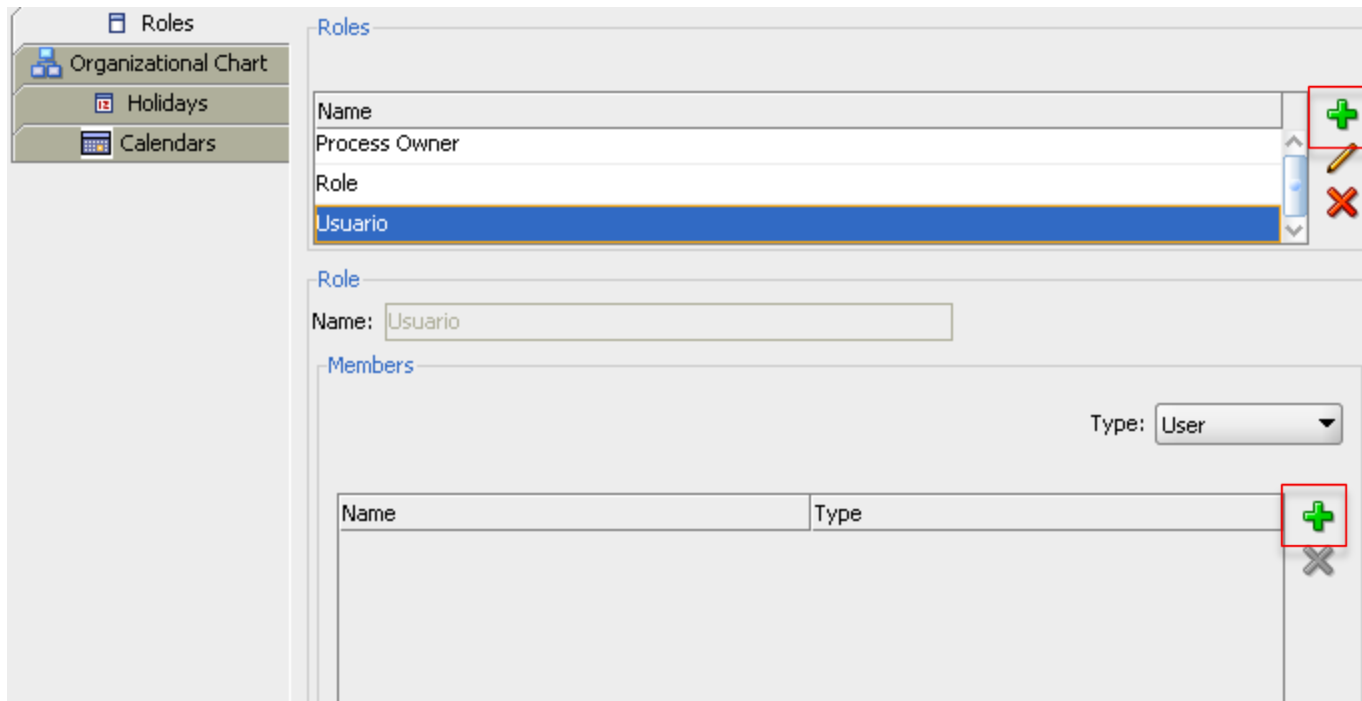 Roles
Organizational Chart
Holidays
Calendars
Roles
Name
Process Owner
Role
Usuario
Role
Name: Usuario
Members
Type: User
Name Type